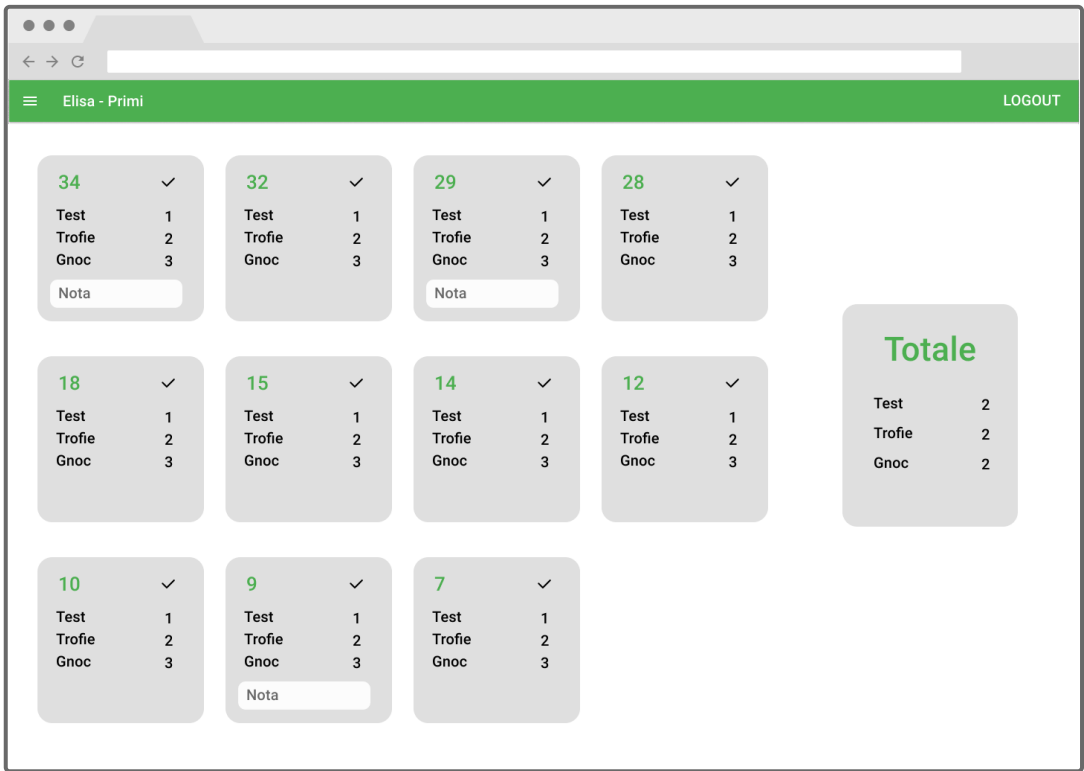 Elisa - Primi LOGOUT
34
Test 1
Trofie 2
Gnoc 3
Nota
32
Test 1
Trofie 2
Gnoc 3
29
Test 1
Trofie 2
Gnoc 3
Nota
28
Test 1
Trofie 2
Gnoc 3
18
Test 1
Trofie 2
Gnoc 3
15
Test 1
Trofie 2
Gnoc 3
14
Test 1
Trofie 2
Gnoc 3
12
Test 1
Trofie 2
Gnoc 3
10
Test 1
Trofie 2
Gnoc 3
9
Test 1
Trofie 2
Gnoc 3
Nota
7
Test 1
Trofie 2
Gnoc 3
Totale
Test 2
Trofie 2
Gnoc 2